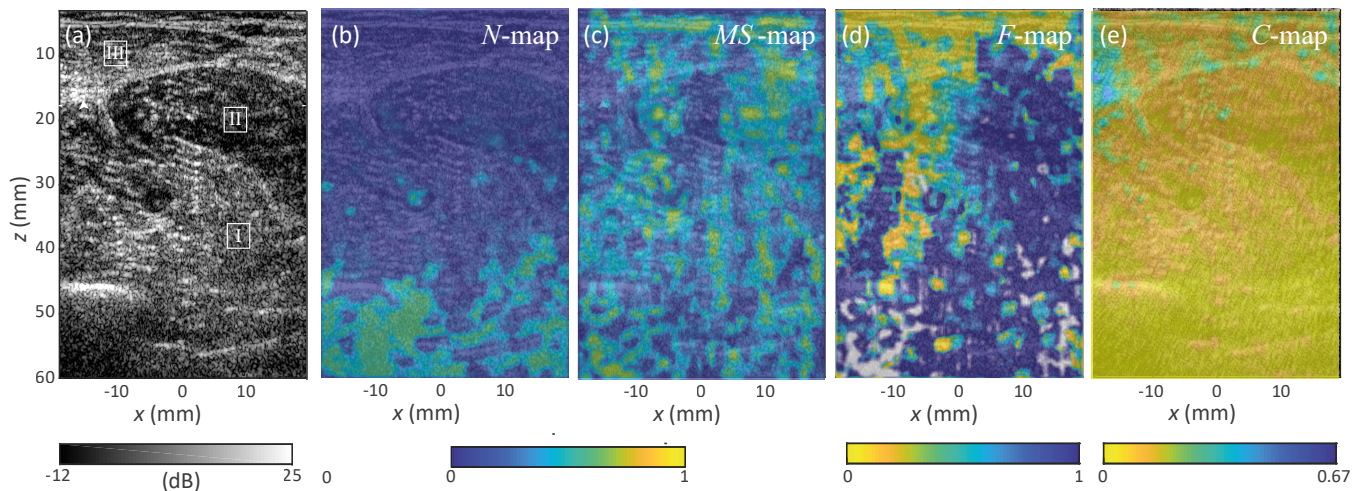 (a)
III
II
I
(b) N-map
(c) MS-map
(d) F-map
(e) C-map
10
20
30
40
50
60
z (mm)
-10 0 10
-10 0 10
-10 0 10
-10 0 10
-10 0 10
x (mm)
x (mm)
x (mm)
x (mm)
x (mm)
-12 (dB) 25
0
0 1
0 1
0 0.67